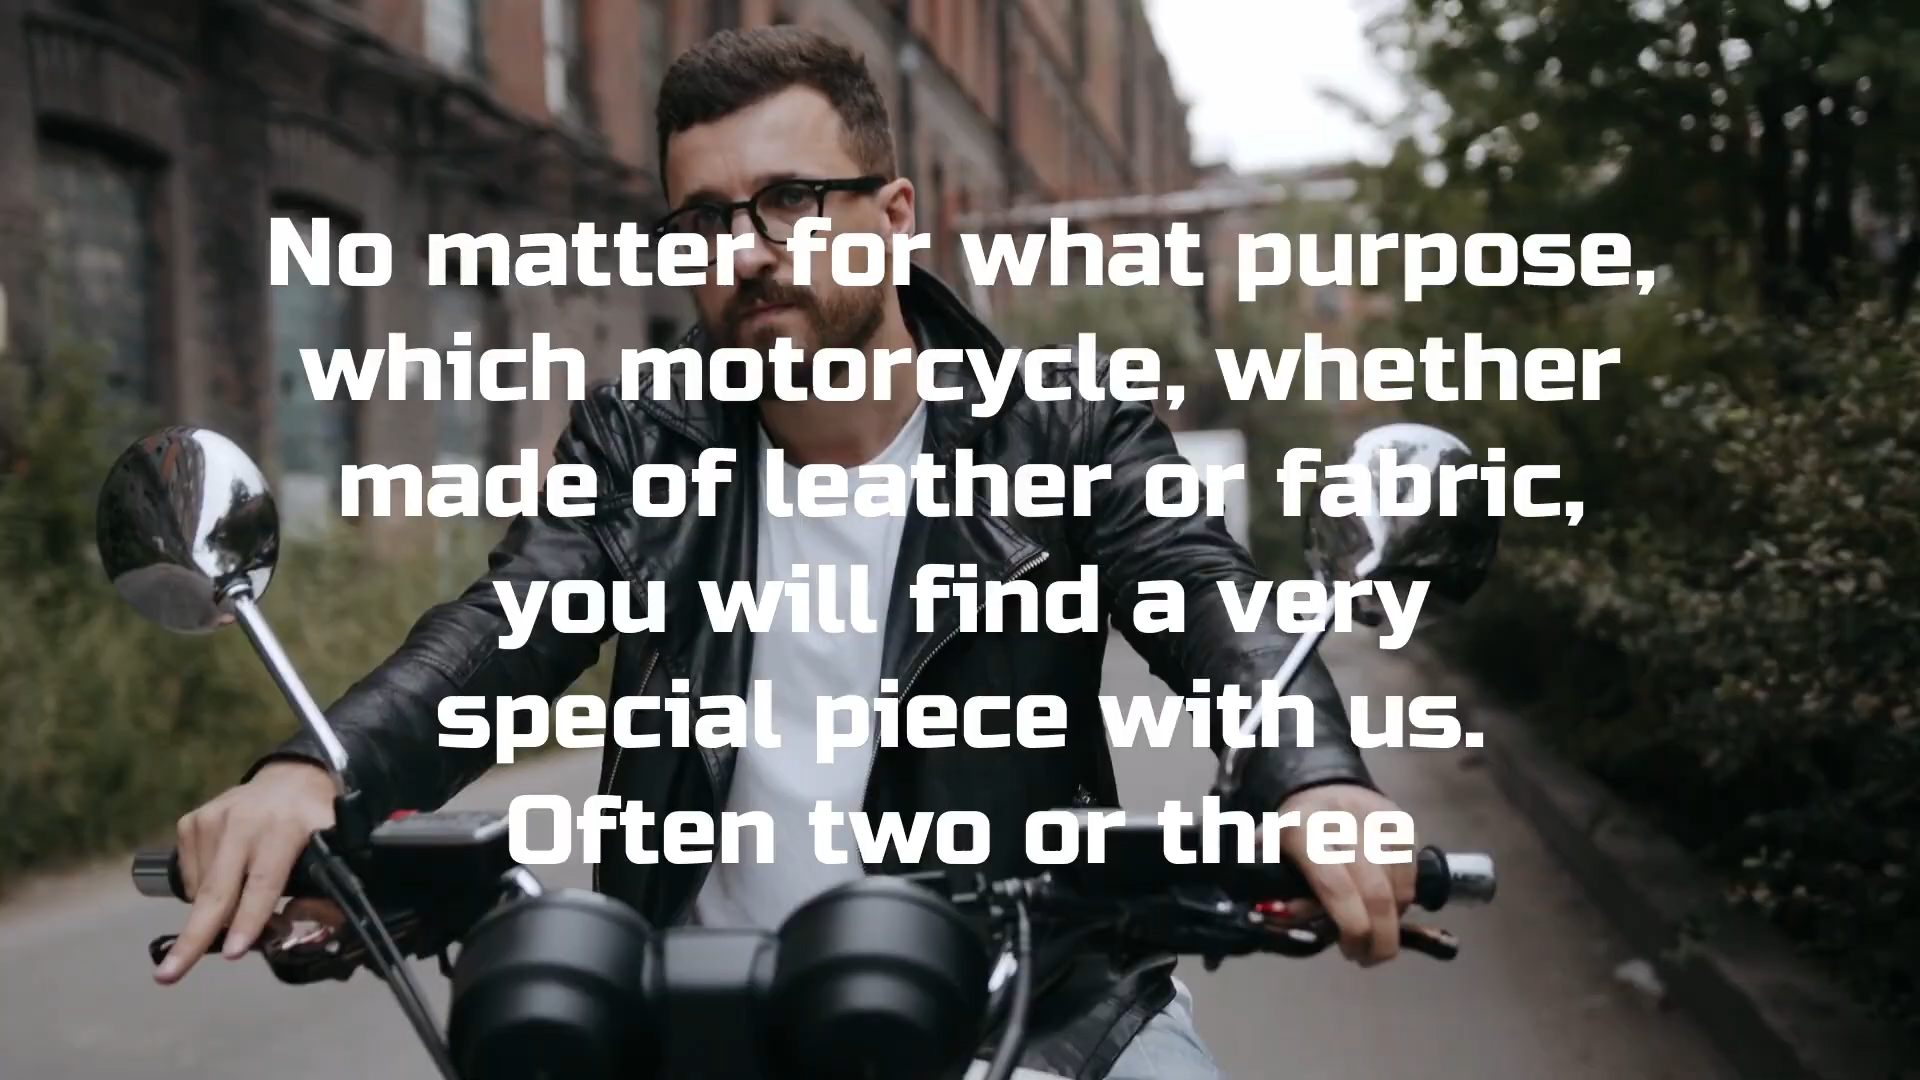 No matter for what purpose,
which motorcycle, whether
made of leather or fabric,
you will find a very
special piece with us.
Often two or three